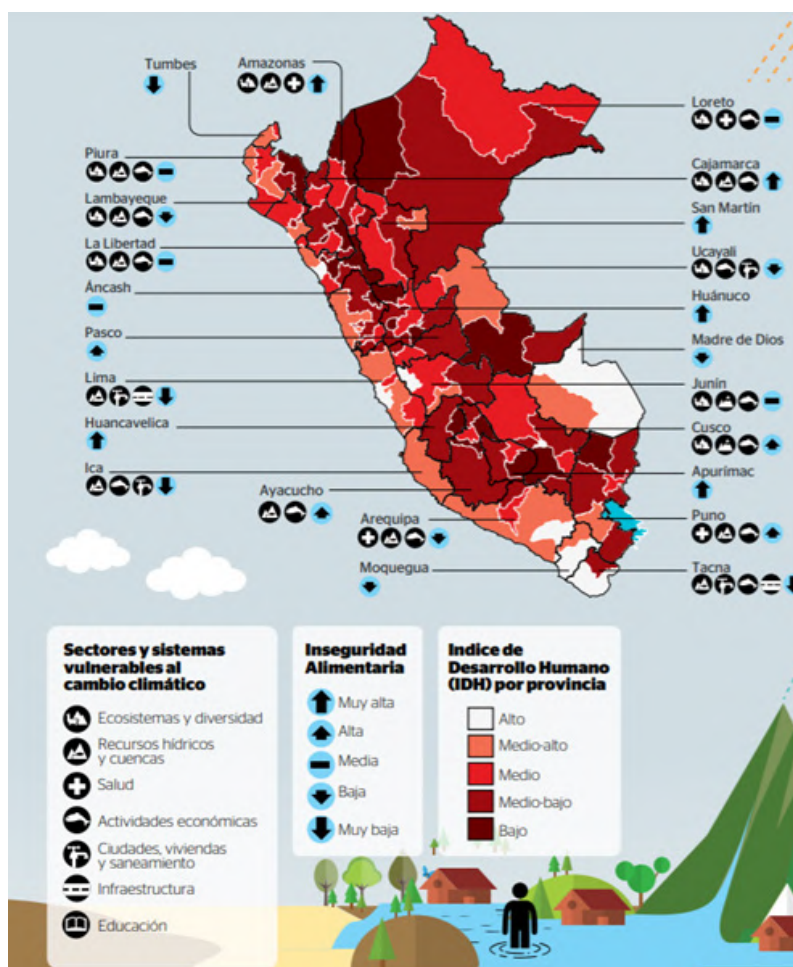 Tumbes
Amazonas
Loreto
Piura
Cajamarca
Lambayeque
San Martín
La Libertad
Ucayali
Áncash
Huánuco
Pasco
Madre de Dios
Lima
Junín
Huancavelica
Cusco
Ica
Apurímac
Ayacucho
Arequipa
Puno
Moquegua
Tacna
Sectores y sistemas
vulnerables al
cambio climático
Ecosistemas y diversidad
Recursos hídricos
y cuencas
Salud
Actividades económicas
Ciudades, viviendas
y saneamiento
Infraestructura
Educación
Inseguridad
Alimentaria
Muy alta
Alta
Media
Baja
Muy baja
Indice de
Desarrollo Humano
(IDH) por provincia
Alto
Medio-alto
Medio
Medio-bajo
Bajo